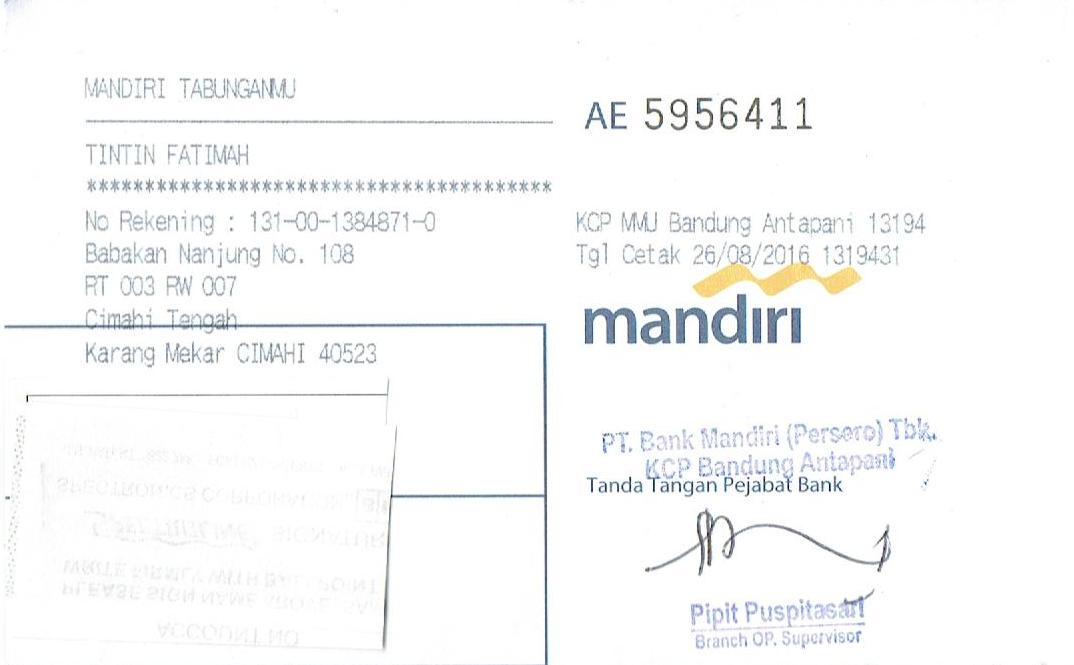 MANDIRI TABUNGANMU
AE 5956411
TINTIN FATIMAH
***************************************
No Rekening : 131-00-1384871-0
Babakan Nanjung No. 108
RT 003 RW 007
Cimahi Tengah
Karang Mekar CIMAHI 40523
KCP MMU Bandung Antapani 13194
Tgl Cetak 26/08/2016 1319431
mandiri
PT. Bank Mandiri (Persero) Tbk.
KCP Bandung Antapani
Tanda Tangan Pejabat Bank
Pipit Puspitasari
Branch OP. Supervisor
SPECTRONICS CORPORATION
SIGNATUR
WRITE FIRMLY WITH BALL POINT
PLEASE SIGN NAME ABOVE
ACCOUNT NO